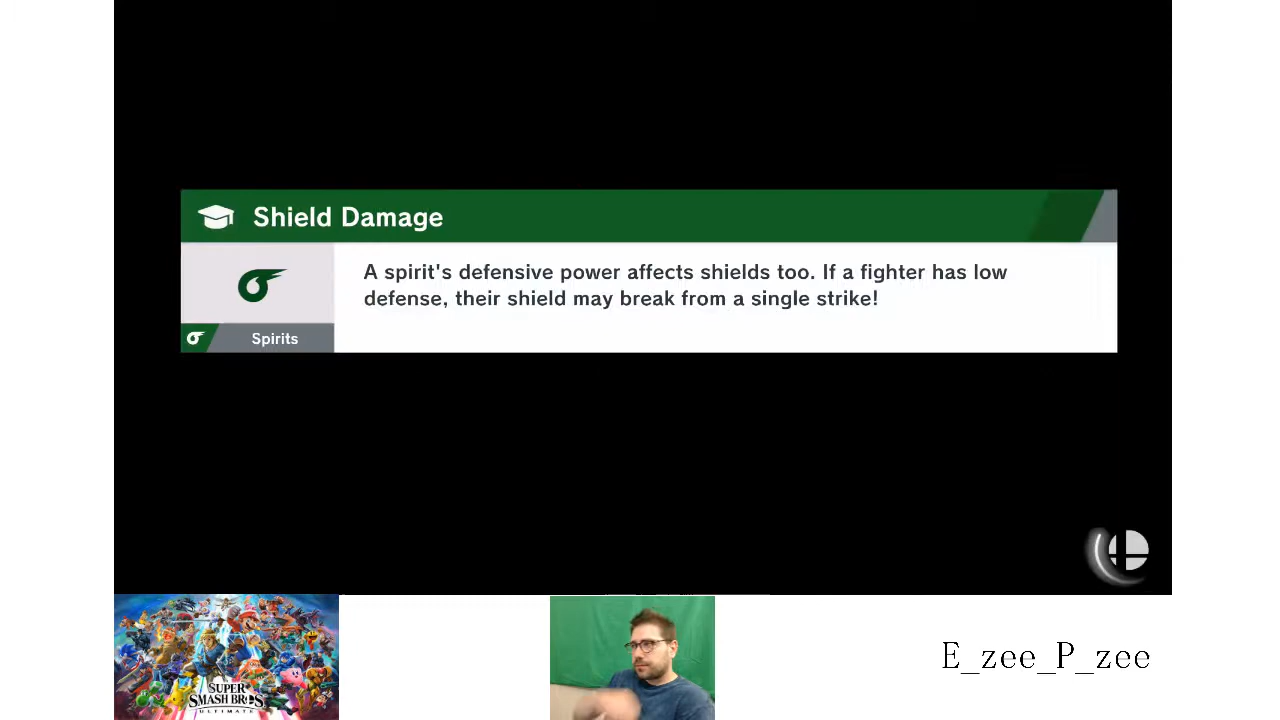 Shield Damage
A spirit's defensive power affects shields too. If a fighter has low
defense, their shield may break from a single strike!
Spirits
SUPER
SMASH BROS.
ULTIMATE
E_zee_P_zee